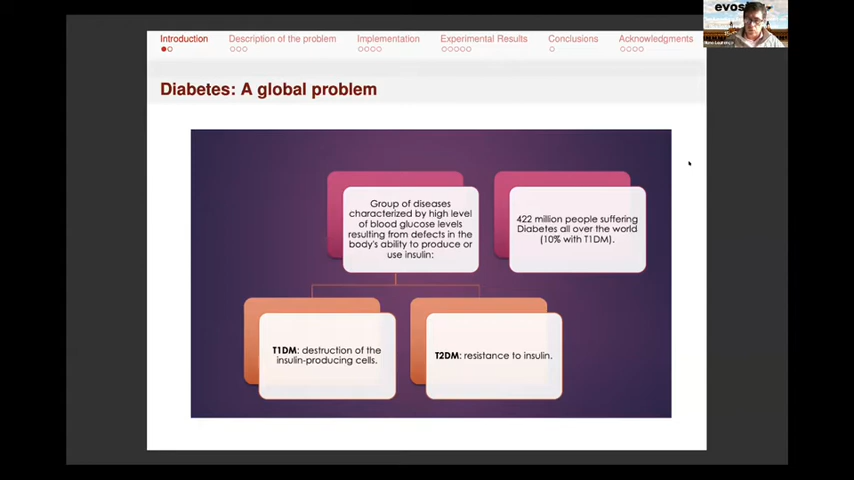 Introduction
Description of the problem
Implementation
Experimental Results
Conclusions
Acknowledgments
Diabetes: A global problem
Group of diseases
characterized by high level
of blood glucose levels
resulting from defects in the
body's ability to produce or
use insulin:
422 million people suffering
Diabetes all over the world
(10% with T1DM).
T1DM: destruction of the
insulin-producing cells.
T2DM: resistance to insulin.